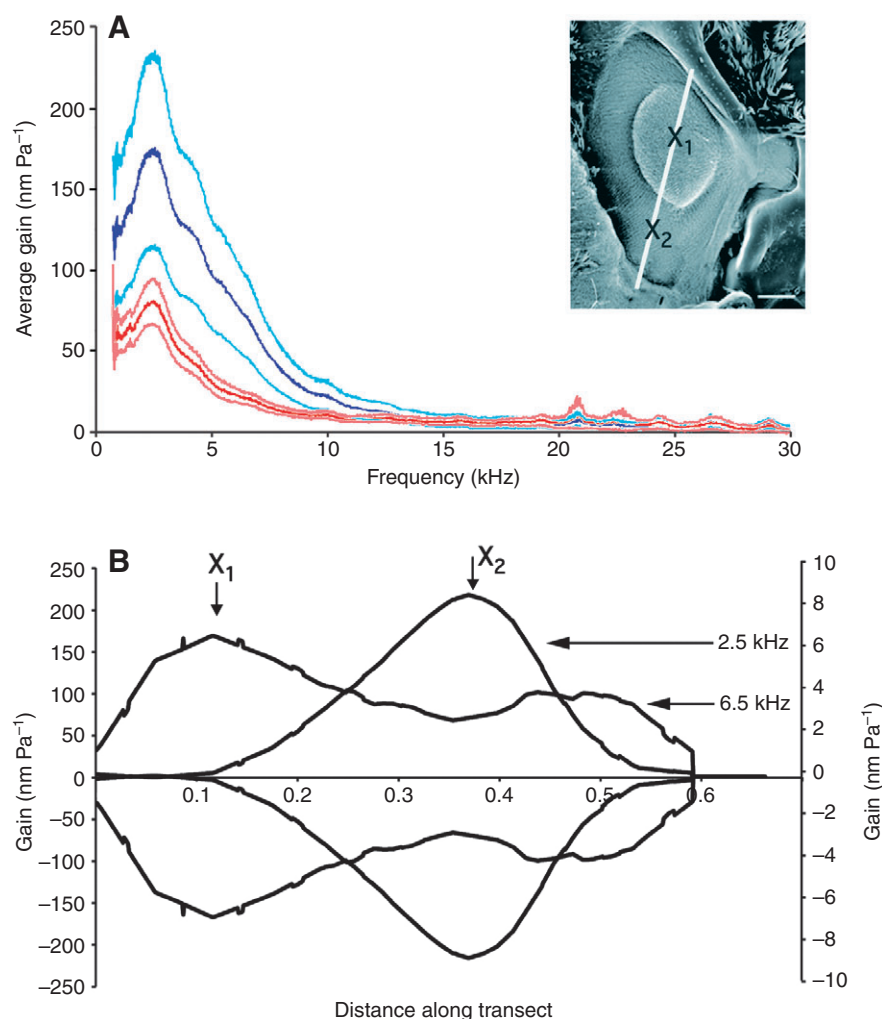 A
250
200
150
100
50
0
Average gain (nm Pa–1)
0 5 10 15 20 25 30
Frequency (kHz)
X1
X2
B
X1
X2
250
200
150
100
50
0
–50
–100
–150
–200
–250
Gain (nm Pa–1)
0.1 0.2 0.3 0.4 0.5 0.6
2.5 kHz
6.5 kHz
10
8
6
4
2
0
–2
–4
–6
–8
–10
Gain (nm Pa–1)
Distance along transect